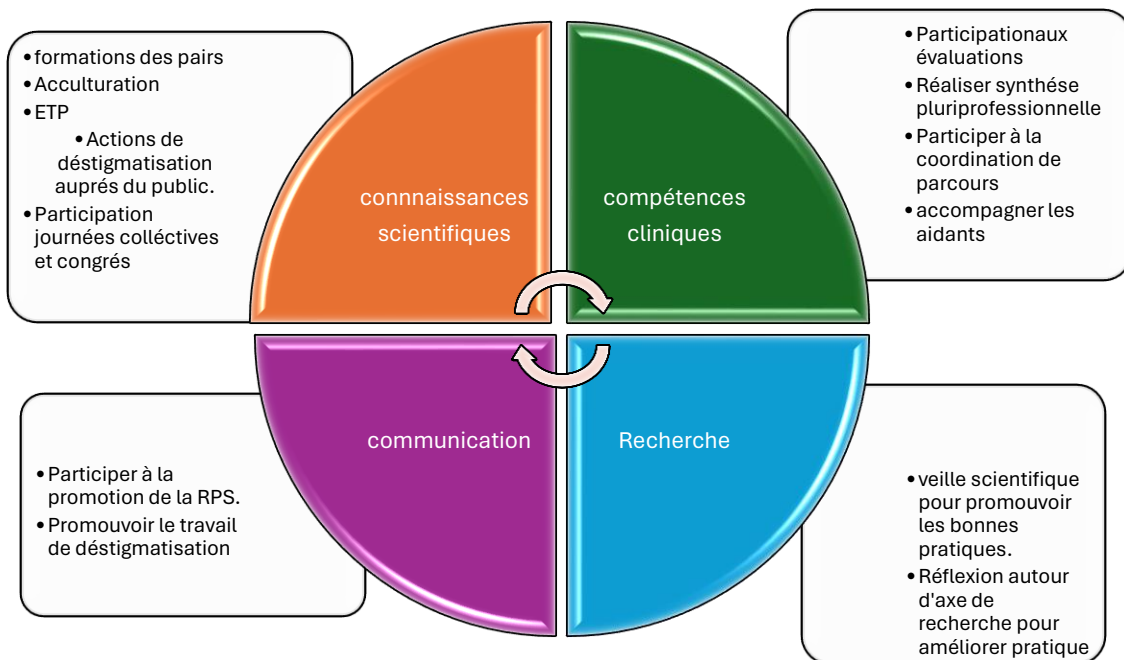 •formations des pairs
•Acculturation
•ETP
•Actions de
déstigmatisation
auprés du public.
•Participation
journées colléctives
et congrés
connnaissances
scientifiques
compétences
cliniques
•Participationaux
évaluations
•Réaliser synthése
pluriprofessionnelle
•Participer à la
coordination de
parcours
•accompagner les
aidants
•Participer à la
promotion de la RPS.
•Promouvoir le travail
de déstigmatisation
communication
Recherche
•veille scientifique
pour promouvoir
les bonnes
pratiques.
•Réflexion autour
d'axe de
recherche pour
améliorer pratique